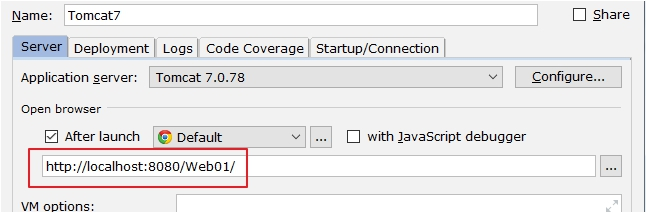 Name: Tomcat7 Share
Server Deployment Logs Code Coverage Startup/Connection
Application server: Tomcat 7.0.78 Configure...
Open browser
After launch Default ... with JavaScript debugger
http://localhost:8080/Web01/ ...
VM options: